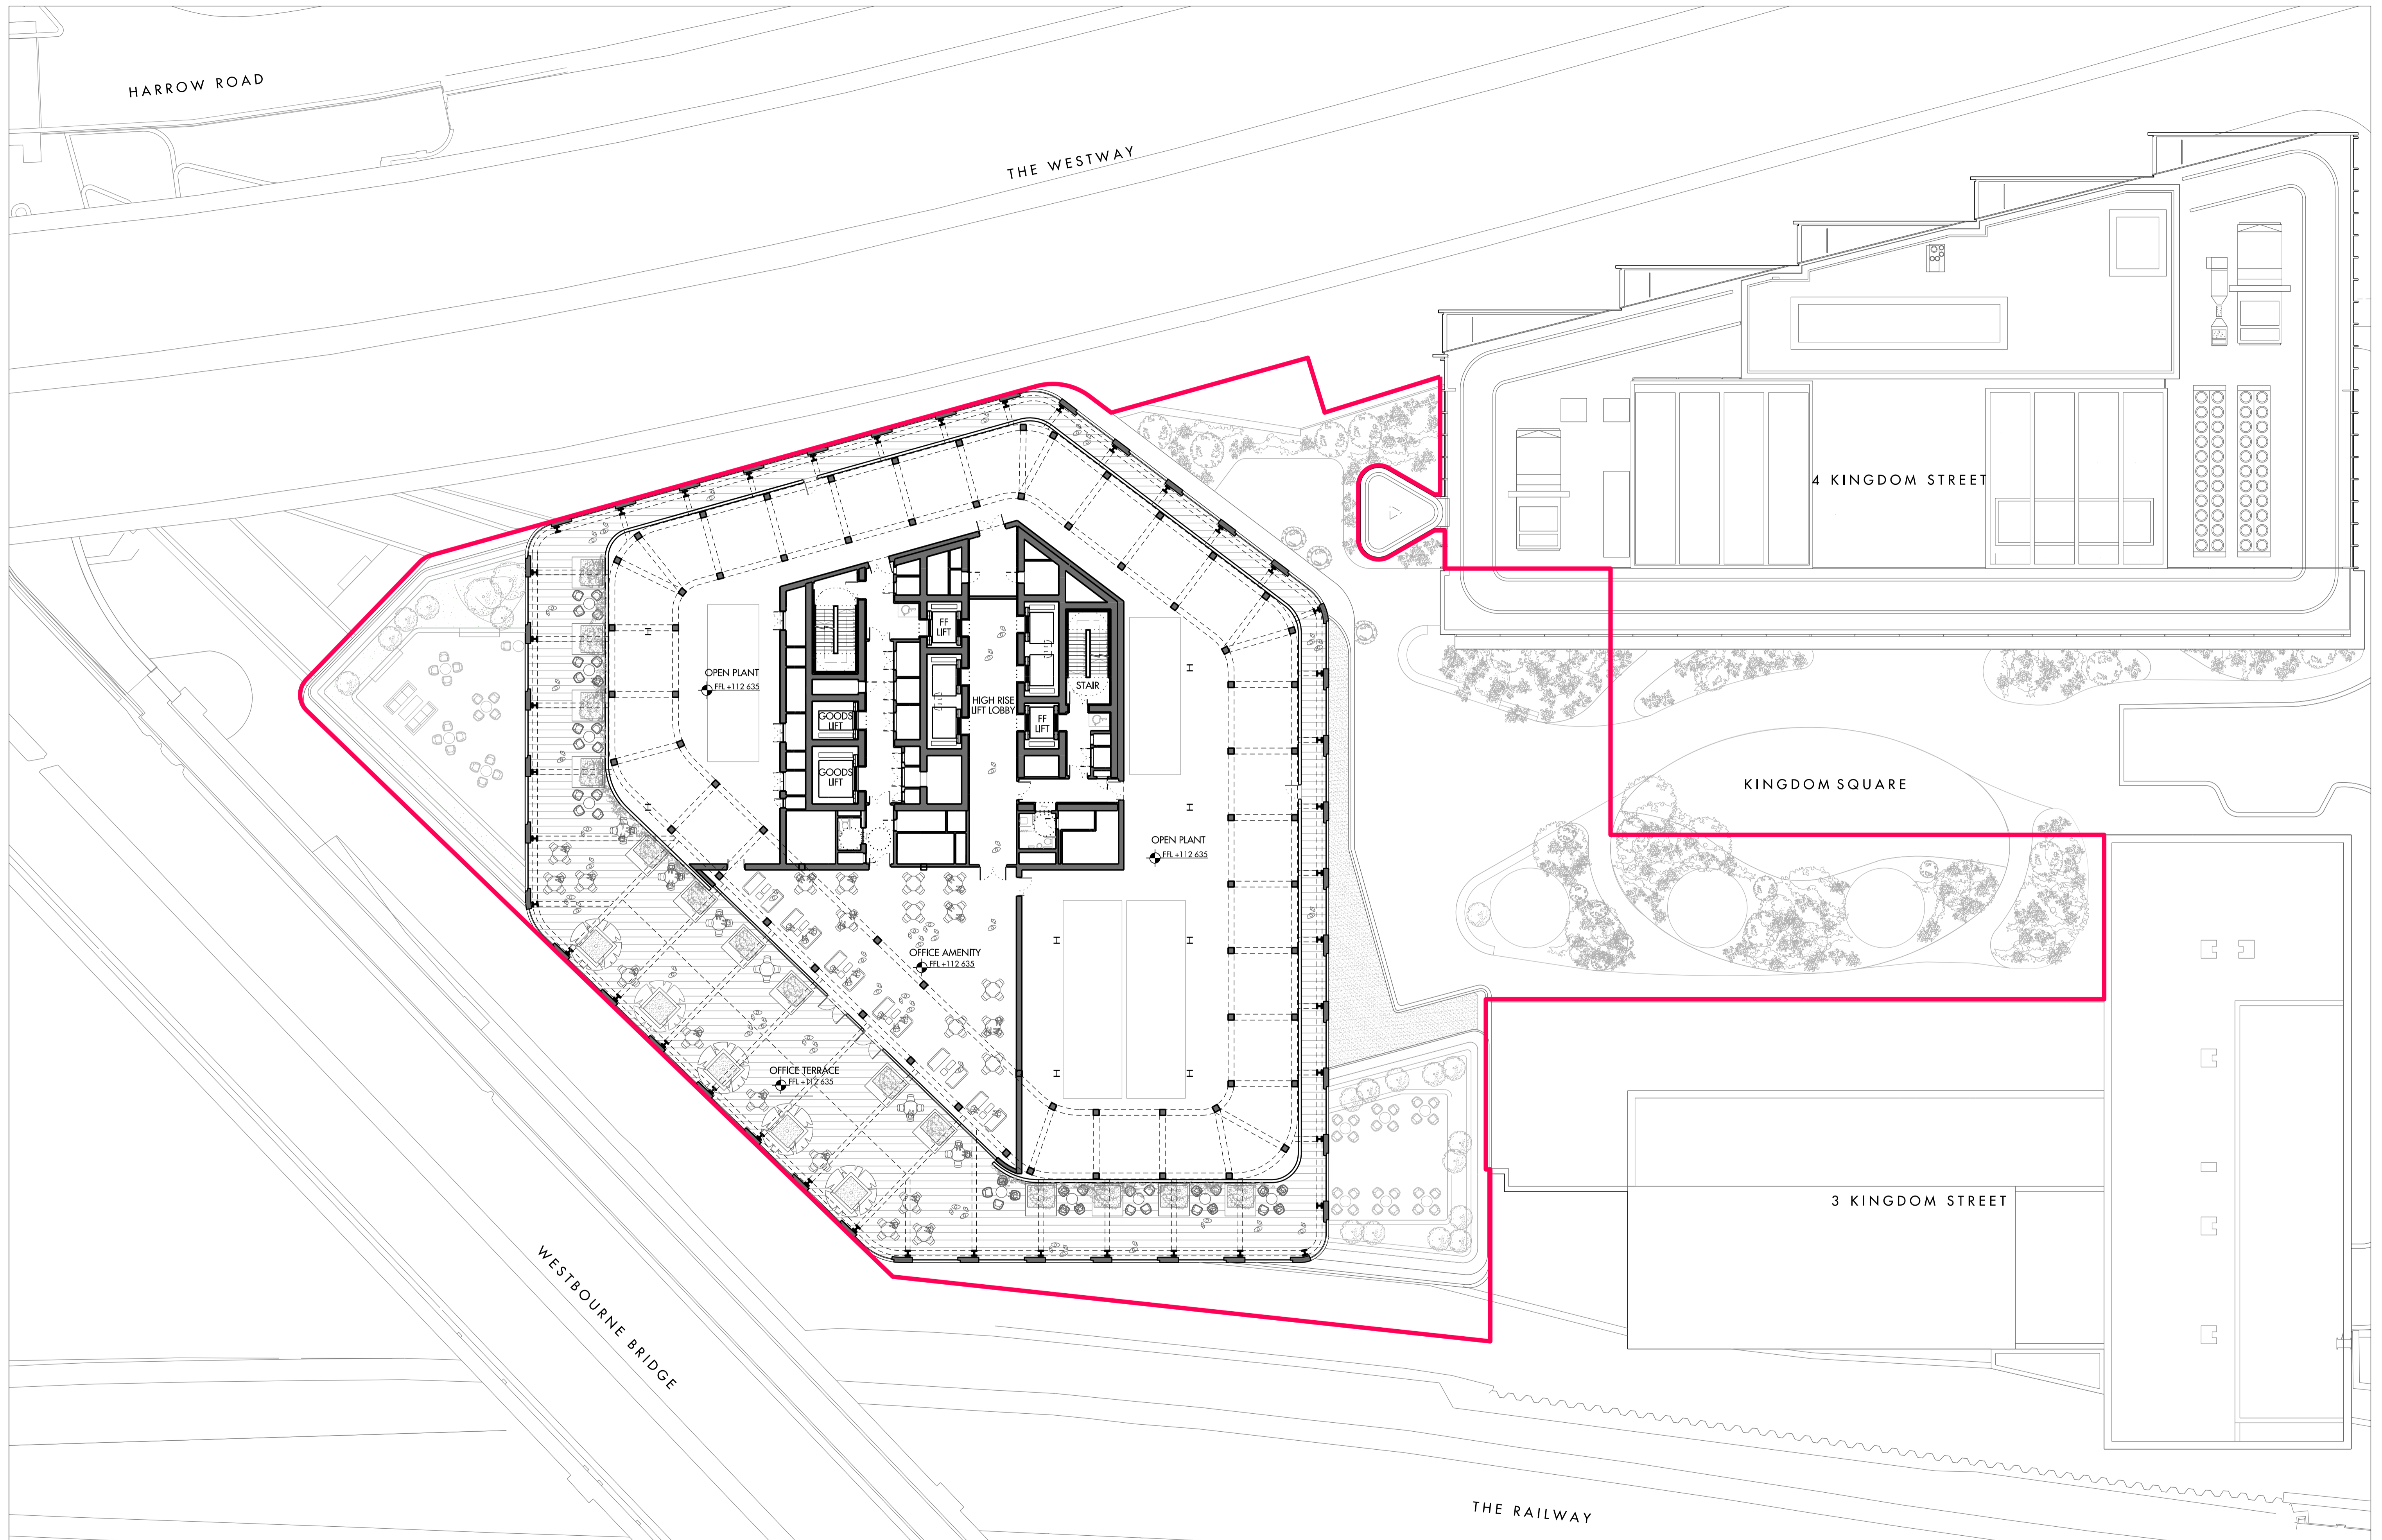 HARROW ROAD
THE WESTWAY
4 KINGDOM STREET
FF
LIFT
OPEN PLANT
FFL +112 635
STAIR
HIGH RISE
LIFT LOBBY
GOODS
LIFT
FF
LIFT
GOODS
LIFT
KINGDOM SQUARE
OPEN PLANT
FFL +112 635
OFFICE AMENITY
FFL +112 635
OFFICE TERRACE
FFL +112 635
3 KINGDOM STREET
WESTBOURNE BRIDGE
THE RAILWAY